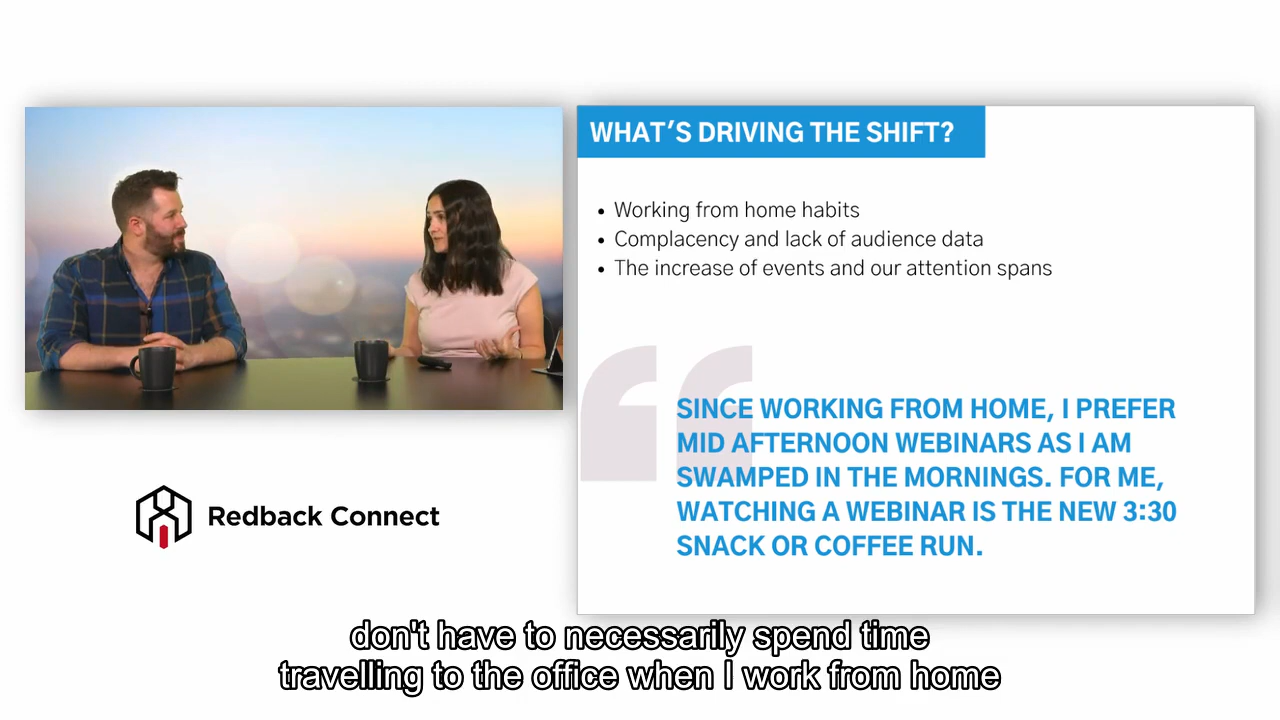 WHAT'S DRIVING THE SHIFT?
• Working from home habits
• Complacency and lack of audience data
• The increase of events and our attention spans
SINCE WORKING FROM HOME, I PREFER
MID AFTERNOON WEBINARS AS I AM
SWAMPED IN THE MORNINGS. FOR ME,
WATCHING A WEBINAR IS THE NEW 3:30
SNACK OR COFFEE RUN.
Redback Connect
don't have to necessarily spend time
travelling to the office when I work from home